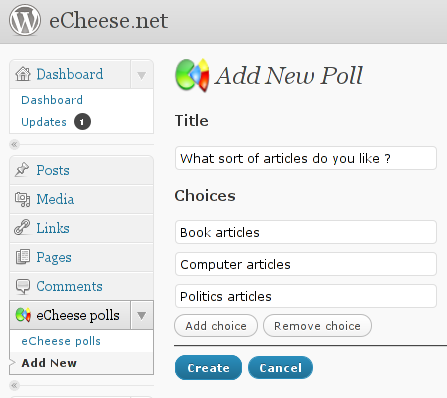 eCheese.net
Dashboard
Dashboard
Updates 1
Posts
Media
Links
Pages
Comments
eCheese polls
eCheese polls
Add New
Add New Poll
Title
What sort of articles do you like ?
Choices
Book articles
Computer articles
Politics articles
Add choice Remove choice
Create Cancel